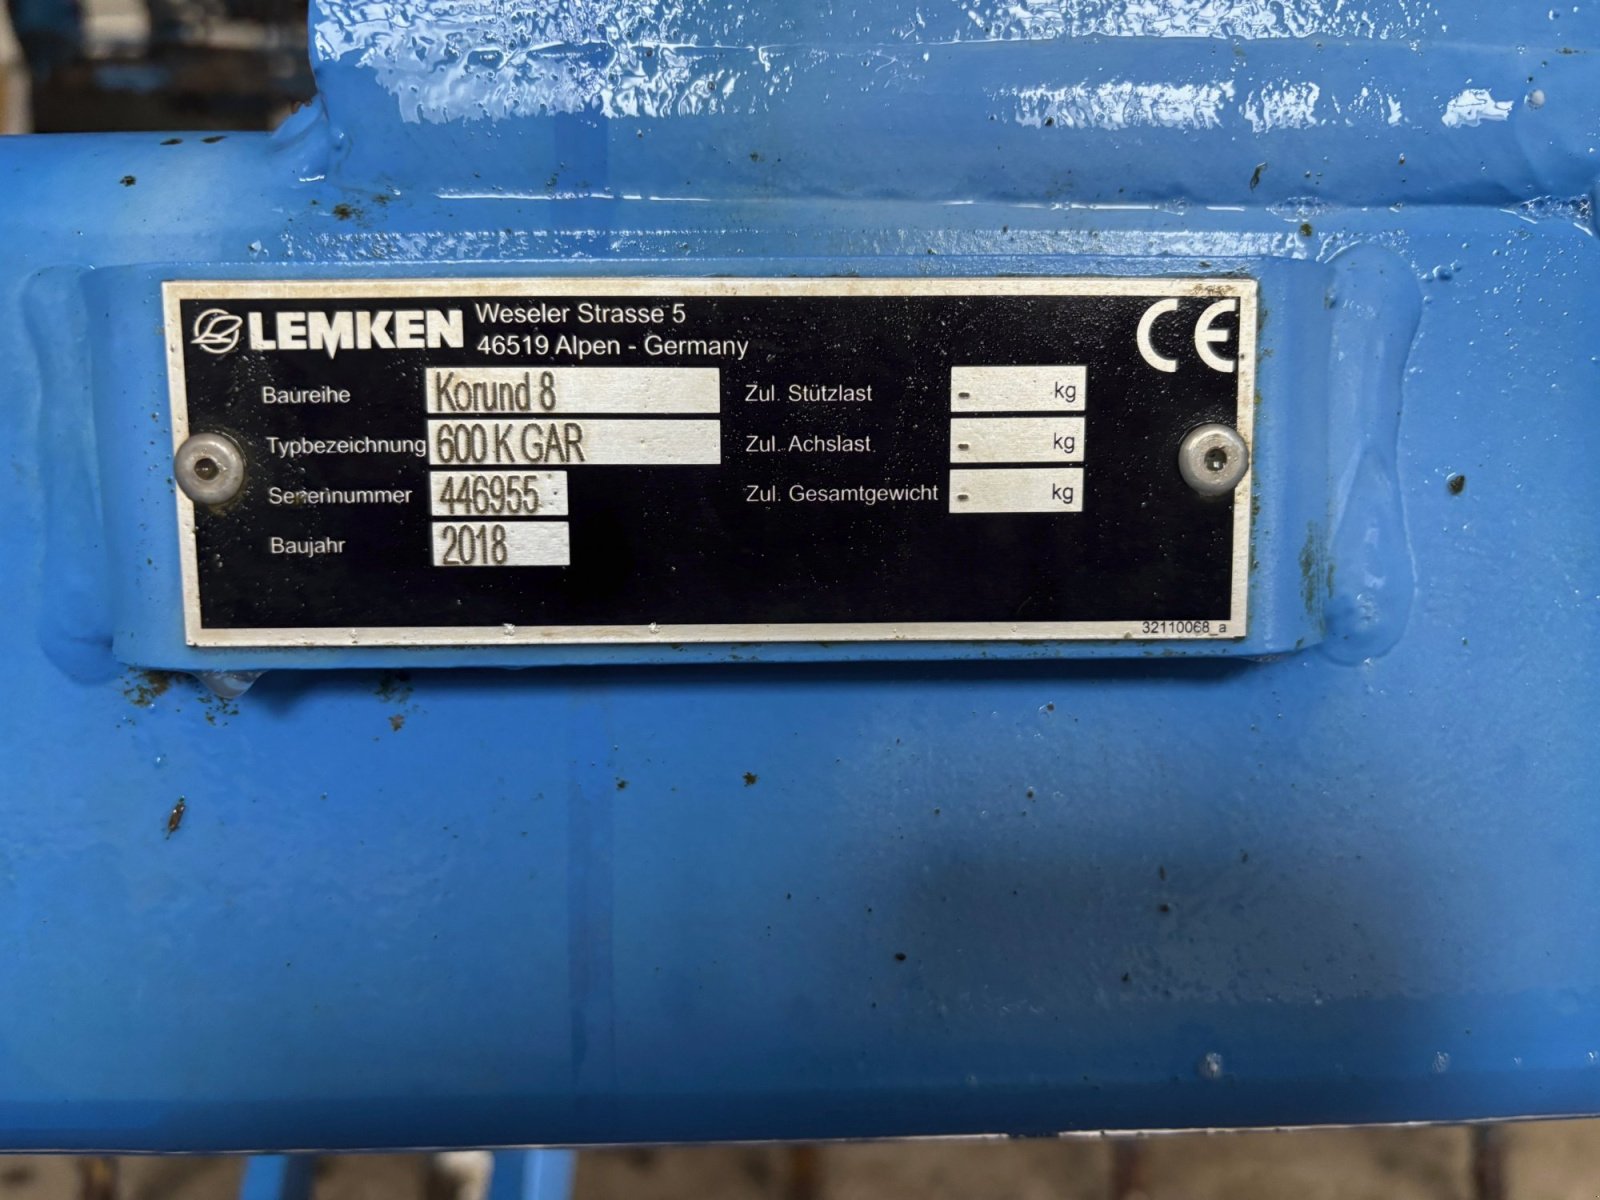 LEMKEN
Weseler Strasse 5
46519 Alpen - Germany
CE
Baureihe Korund 8
Typbezeichnung 600 K GAR
Seriennummer 446955
Baujahr 2018
Zul. Stützlast - kg
Zul. Achslast - kg
Zul. Gesamtgewicht - kg
32110068_a